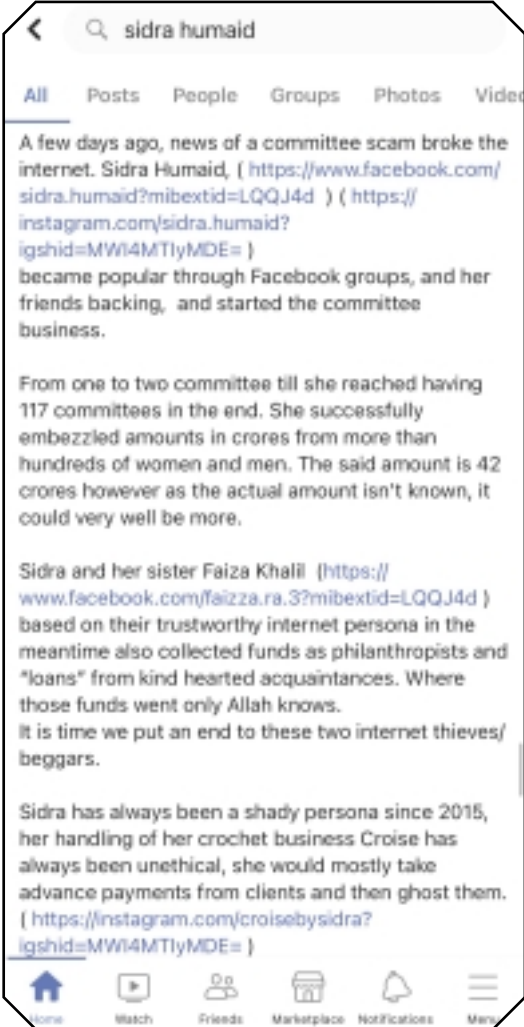 sidra humaid
All Posts People Groups Photos Video
A few days ago, news of a committee scam broke the
internet. Sidra Humaid, ( https://www.facebook.com/
sidra.humaid?mibextid=LQQJ4d ) ( https://
instagram.com/sidra.humaid?
igshid=MWI4MTIyMDE= )
became popular through Facebook groups, and her
friends backing, and started the committee
business.
From one to two committee till she reached having
117 committees in the end. She successfully
embezzled amounts in crores from more than
hundreds of women and men. The said amount is 42
crores however as the actual amount isn't known, it
could very well be more.
Sidra and her sister Faiza Khalil (https://
www.facebook.com/faizza.ra.3?mibextid=LQQJ4d )
based on their trustworthy internet persona in the
meantime also collected funds as philanthropists and
"loans" from kind hearted acquaintances. Where
those funds went only Allah knows.
It is time we put an end to these two internet thieves/
beggars.
Sidra has always been a shady persona since 2015,
her handling of her crochet business Croise has
always been unethical, she would mostly take
advance payments from clients and then ghost them.
( https://instagram.com/croisebysidra?
igshid=MWI4MTIyMDE= )
Home Watch Friends Marketplace Notifications Menu